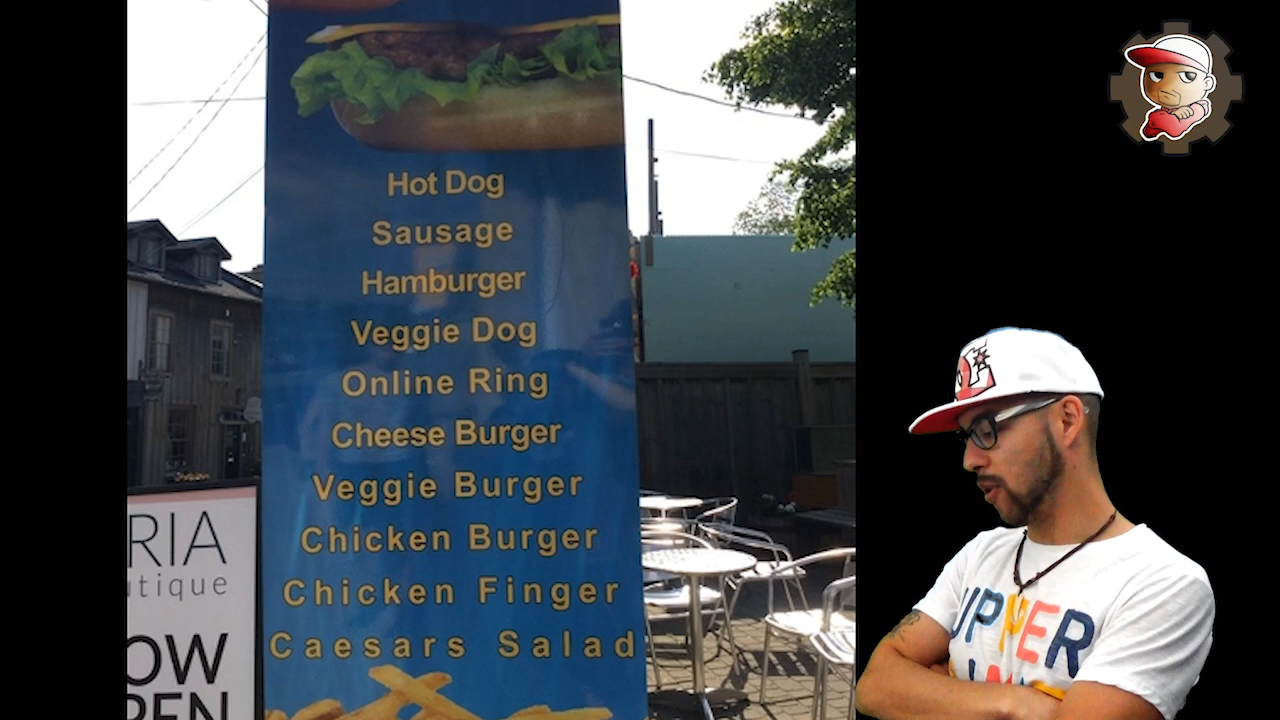 Hot Dog
Sausage
Hamburger
Veggie Dog
Online Ring
Cheese Burger
Veggie Burger
Chicken Burger
Chicken Finger
Caesars Salad
RIA
utique
OW
PEN
UPPER